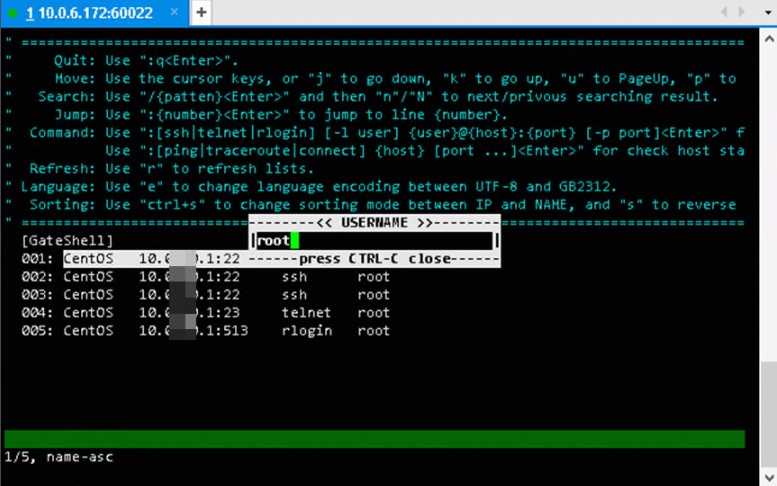 1 10.0.6.172:60022 × +
" ==========================================================================================
" Quit: Use ":q<Enter>".
" Move: Use the cursor keys, or "j" to go down, "k" to go up, "u" to PageUp, "p" to
" Search: Use "/{patten}<Enter>" and then "n"/"N" to next/privous searching result.
" Jump: Use ":{number}<Enter>" to jump to line {number}.
" Command: Use ":[ssh|telnet|rlogin] [-l user] {user}@{host}:{port} [-p port]<Enter>" f
" Use ":[ping|traceroute|connect] {host} [port ...]<Enter>" for check host sta
" Refresh: Use "r" to refresh lists.
" Language: Use "e" to change language encoding between UTF-8 and GB2312.
" Sorting: Use "ctrl+s" to change sorting mode between IP and NAME, and "s" to reverse
" ==========================================================================================
--------<< USERNAME >>--------
[GateShell]
root
001: CentOS 10.0 .1:22
------press CTRL-C close------
002: CentOS 10.0 .1:22 ssh root
003: CentOS 10.0 .1:22 ssh root
004: CentOS 10.0 .1:23 telnet root
005: CentOS 10.0 .1:513 rlogin root
1/5, name-asc